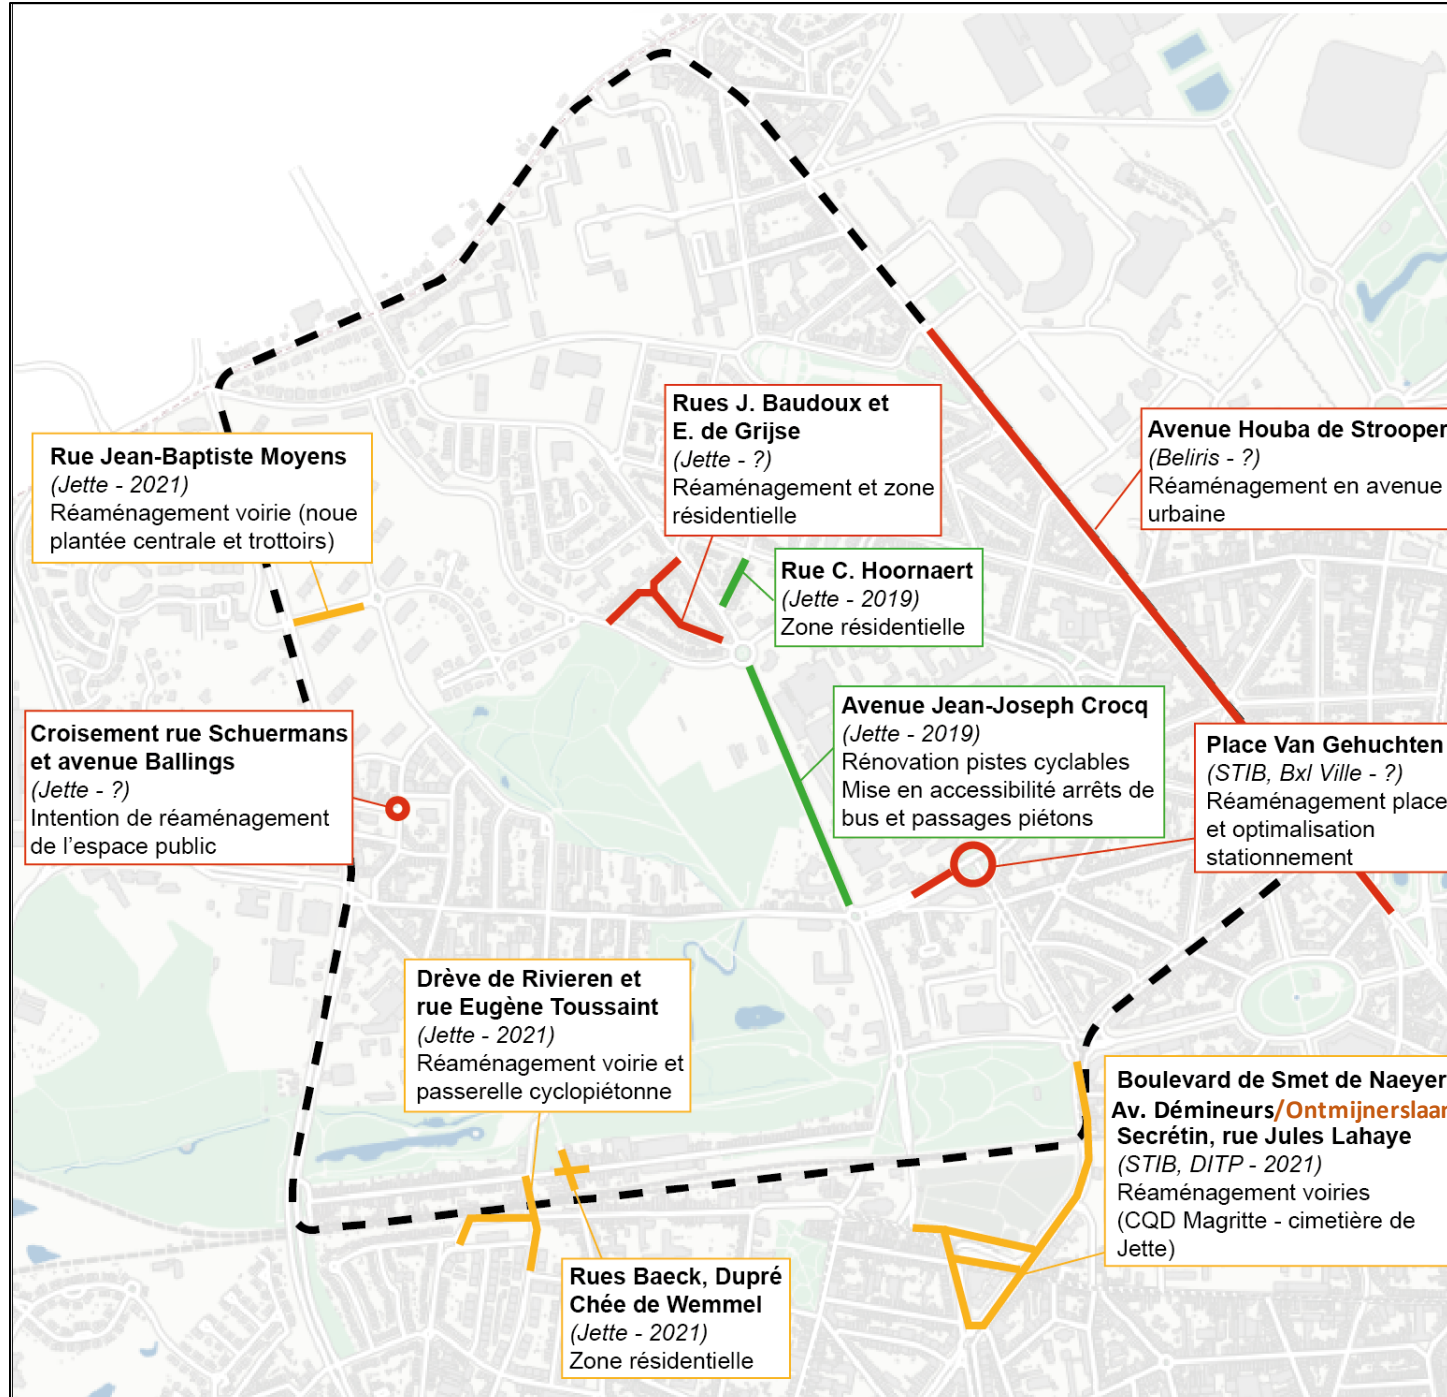 Rues J. Baudoux et
E. de Grijse
(Jette - ?)
Réaménagement et zone
résidentielle
Avenue Houba de Strooper
(Beliris - ?)
Réaménagement en avenue
urbaine
Rue Jean-Baptiste Moyens
(Jette - 2021)
Réaménagement voirie (noue
plantée centrale et trottoirs)
Rue C. Hoornaert
(Jette - 2019)
Zone résidentielle
Avenue Jean-Joseph Crocq
(Jette - 2019)
Rénovation pistes cyclables
Mise en accessibilité arrêts de
bus et passages piétons
Croisement rue Schuermans
et avenue Ballings
(Jette - ?)
Intention de réaménagement
de l'espace public
Place Van Gehuchten
(STIB, Bxl Ville - ?)
Réaménagement place
et optimalisation
stationnement
Drève de Rivieren et
rue Eugène Toussaint
(Jette - 2021)
Réaménagement voirie et
passerelle cyclopiétonne
Boulevard de Smet de Naeyer
Av. Démineurs/Ontmijnerslaan
Secrétin, rue Jules Lahaye
(STIB, DITP - 2021)
Réaménagement voiries
(CQD Magritte - cimetière de
Jette)
Rues Baeck, Dupré
Chée de Wemmel
(Jette - 2021)
Zone résidentielle